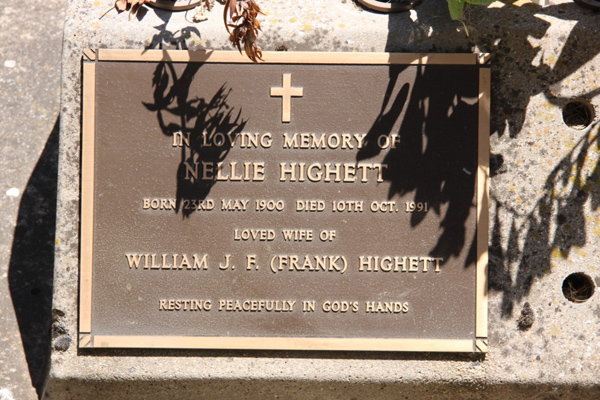 IN LOVING MEMORY OF
NELLIE HIGHETT
BORN 23RD MAY 1900 DIED 10TH OCT. 1991
LOVED WIFE OF
WILLIAM J. F. (FRANK) HIGHETT
RESTING PEACEFULLY IN GOD'S HANDS